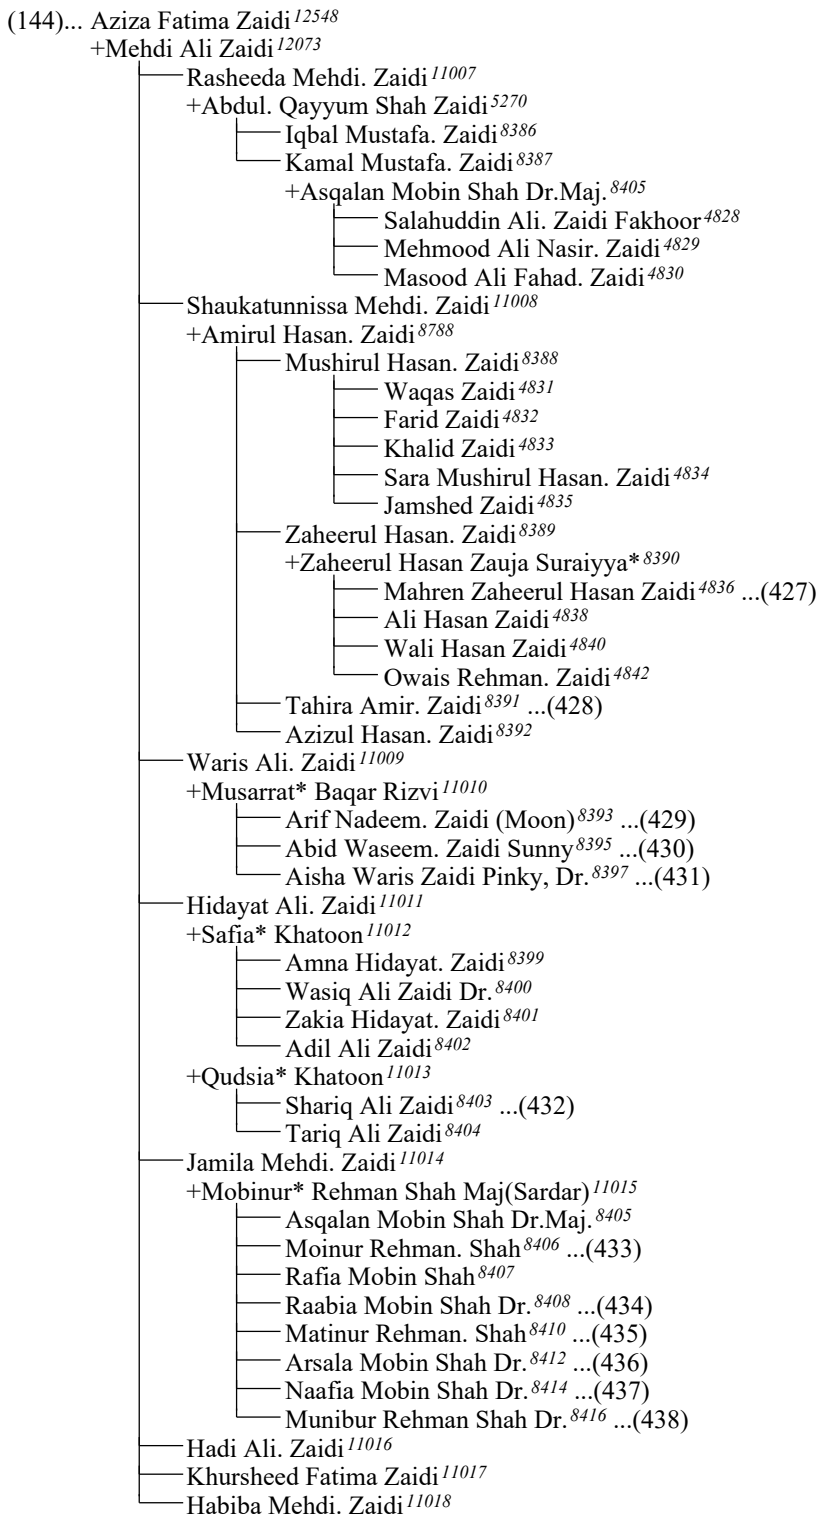 (144)... Aziza Fatima Zaidi 12548
+Mehdi Ali Zaidi 12073
Rasheeda Mehdi. Zaidi 11007
+Abdul. Qayyum Shah Zaidi 5270
Iqbal Mustafa. Zaidi 8386
Kamal Mustafa. Zaidi 8387
+Asqalan Mobin Shah Dr.Maj. 8405
Salahuddin Ali. Zaidi Fakhoor 4828
Mehmood Ali Nasir. Zaidi 4829
Masood Ali Fahad. Zaidi 4830
Shaukatunnissa Mehdi. Zaidi 11008
+Amirul Hasan. Zaidi 8788
Mushirul Hasan. Zaidi 8388
Waqas Zaidi 4831
Farid Zaidi 4832
Khalid Zaidi 4833
Sara Mushirul Hasan. Zaidi 4834
Jamshed Zaidi 4835
Zaheerul Hasan. Zaidi 8389
+Zaheerul Hasan Zauja Suraiyya* 8390
Mahren Zaheerul Hasan Zaidi 4836 ...(427)
Ali Hasan Zaidi 4838
Wali Hasan Zaidi 4840
Owais Rehman. Zaidi 4842
Tahira Amir. Zaidi 8391 ...(428)
Azizul Hasan. Zaidi 8392
Waris Ali. Zaidi 11009
+Musarrat* Baqar Rizvi 11010
Arif Nadeem. Zaidi (Moon) 8393 ...(429)
Abid Waseem. Zaidi Sunny 8395 ...(430)
Aisha Waris Zaidi Pinky, Dr. 8397 ...(431)
Hidayat Ali. Zaidi 11011
+Safia* Khatoon 11012
Amna Hidayat. Zaidi 8399
Wasiq Ali Zaidi Dr. 8400
Zakia Hidayat. Zaidi 8401
Adil Ali Zaidi 8402
+Qudsia* Khatoon 11013
Shariq Ali Zaidi 8403 ...(432)
Tariq Ali Zaidi 8404
Jamila Mehdi. Zaidi 11014
+Mobinur* Rehman Shah Maj(Sardar) 11015
Asqalan Mobin Shah Dr.Maj. 8405
Moinur Rehman. Shah 8406 ...(433)
Rafia Mobin Shah 8407
Raabia Mobin Shah Dr. 8408 ...(434)
Matinur Rehman. Shah 8410 ...(435)
Arsala Mobin Shah Dr. 8412 ...(436)
Naafia Mobin Shah Dr. 8414 ...(437)
Munibur Rehman Shah Dr. 8416 ...(438)
Hadi Ali. Zaidi 11016
Khursheed Fatima Zaidi 11017
Habiba Mehdi. Zaidi 11018